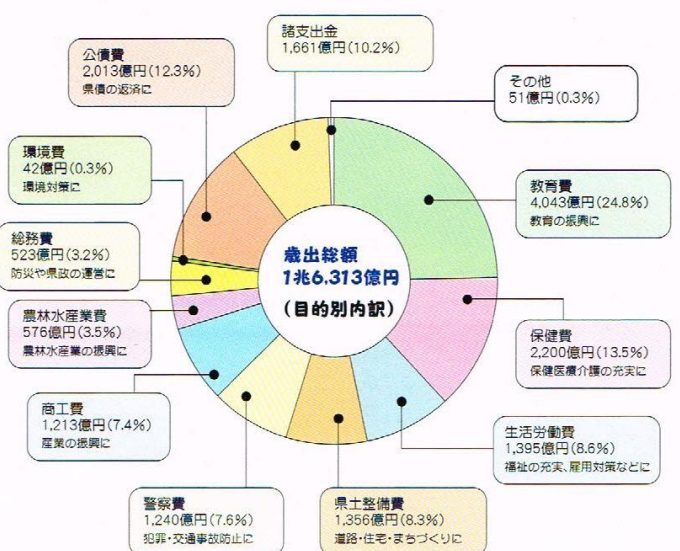 諸支出金
1,661億円(10.2%)
公債費
2,013億円(12.3%)
県債の返済に
その他
51億円(0.3%)
環境費
42億円(0.3%)
環境対策に
教育費
4,043億円(24.8%)
教育の振興に
総務費
523億円(3.2%)
防災や県政の運営に
歳出総額
1兆6,313億円
(目的別内訳)
農林水産業費
576億円(3.5%)
農林水産業の振興に
保健費
2,200億円(13.5%)
保健医療介護の充実に
商工費
1,213億円(7.4%)
産業の振興に
生活労働費
1,395億円(8.6%)
福祉の充実、雇用対策などに
警察費
1,240億円(7.6%)
犯罪・交通事故防止に
県土整備費
1,356億円(8.3%)
道路・住宅・まちづくりに